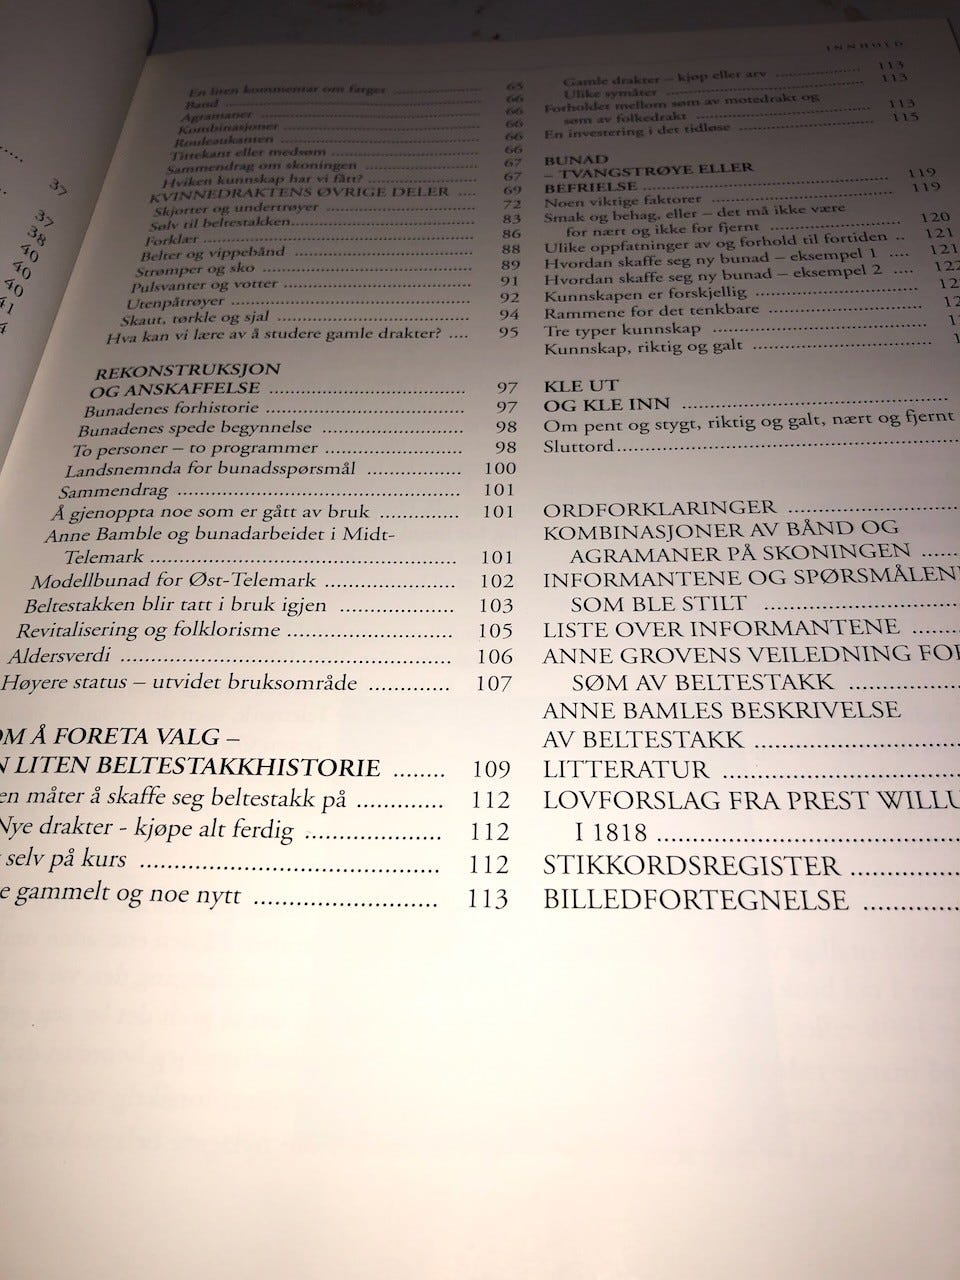 INNHOLD
37
37
38
40
40
40
41
En liten kommentar om farger ............ 65
Band ............ 66
Agramaner ............ 66
Kombinasjoner ............ 66
Rouleaukanten ............ 66
Tittekant eller medsøm ............ 66
Sammendrag om skoningen ............ 67
Hvilken kunnskap har vi fått? ............ 67
KVINNEDRAKTENS ØVRIGE DELER .... 69
Skjorter og undertrøyer ............ 72
Sølv til beltestakken ............ 83
Forklær ............ 86
Belter og vippebånd ............ 88
Strømper og sko ............ 89
Pulsvanter og votter ............ 91
Utenpåtrøyer ............ 92
Skaut, tørkle og sjal ............ 94
Hva kan vi lære av å studere gamle drakter? .... 95
REKONSTRUKSJON
OG ANSKAFFELSE ............ 97
Bunadenes forhistorie ............ 97
Bunadenes spede begynnelse ............ 98
To personer – to programmer ............ 98
Landsnemnda for bunadsspørsmål ............ 100
Sammendrag ............ 101
Å gjenoppta noe som er gått av bruk ............ 101
Anne Bamble og bunadarbeidet i Midt-
Telemark ............ 101
Modellbunad for Øst-Telemark ............ 102
Beltestakken blir tatt i bruk igjen ............ 103
Revitalisering og folklorisme ............ 105
Aldersverdi ............ 106
Høyere status – utvidet bruksområde ............ 107
OM Å FORETA VALG –
N LITEN BELTESTAKKHISTORIE ........ 109
en måter å skaffe seg beltestakk på ............ 112
Nye drakter - kjøpe alt ferdig ............ 112
selv på kurs ............ 112
e gammelt og noe nytt ............ 113
Gamle drakter – kjøp eller arv ............ 113
Ulike symåter ............ 113
Forholdet mellom søm av motedrakt og
søm av folkedrakt ............ 113
En investering i det tidløse ............ 115
BUNAD
– TVANGSTRØYE ELLER
BEFRIELSE ............ 119
Noen viktige faktorer ............ 119
Smak og behag, eller – det må ikke være
for nært og ikke for fjernt ............ 120
Ulike oppfatninger av og forhold til fortiden .. 121
Hvordan skaffe seg ny bunad – eksempel 1 .... 121
Hvordan skaffe seg ny bunad – eksempel 2 .... 122
Kunnskapen er forskjellig ............ 12
Rammene for det tenkbare ............ 12
Tre typer kunnskap ............ 1
Kunnskap, riktig og galt ............ 1
KLE UT
OG KLE INN ............
Om pent og stygt, riktig og galt, nært og fjernt
Sluttord ............
ORDFORKLARINGER ............
KOMBINASJONER AV BÅND OG
AGRAMANER PÅ SKONINGEN .....
INFORMANTENE OG SPØRSMÅLENE
SOM BLE STILT ............
LISTE OVER INFORMANTENE .......
ANNE GROVENS VEILEDNING FOR
SØM AV BELTESTAKK ............
ANNE BAMLES BESKRIVELSE
AV BELTESTAKK ............
LITTERATUR ............
LOVFORSLAG FRA PREST WILLU
I 1818 ............
STIKKORDSREGISTER ............
BILLEDFORTEGNELSE ............